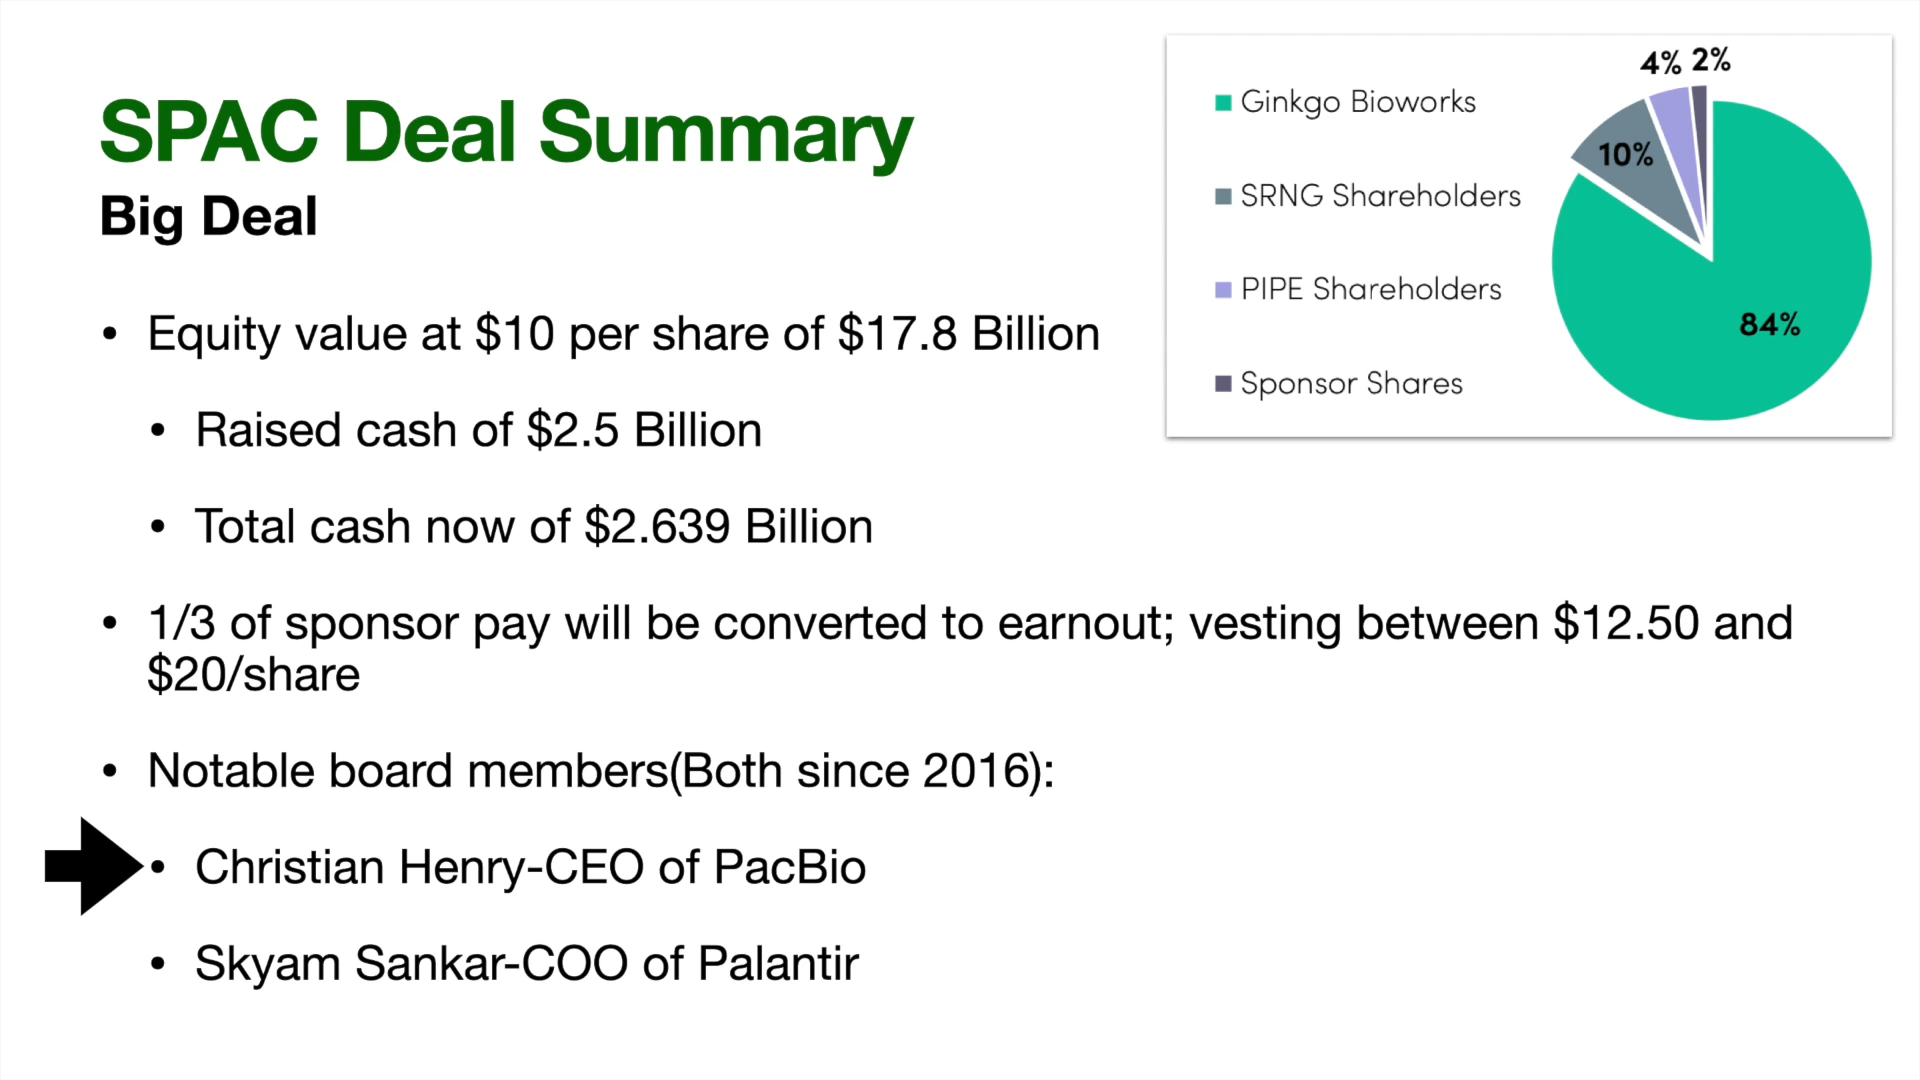 SPAC Deal Summary
Big Deal
• Equity value at $10 per share of $17.8 Billion
• Raised cash of $2.5 Billion
• Total cash now of $2.639 Billion
• 1/3 of sponsor pay will be converted to earnout; vesting between $12.50 and
$20/share
• Notable board members(Both since 2016):
• Christian Henry-CEO of PacBio
• Skyam Sankar-COO of Palantir
Ginkgo Bioworks
SRNG Shareholders
PIPE Shareholders
Sponsor Shares
4% 2%
10%
84%